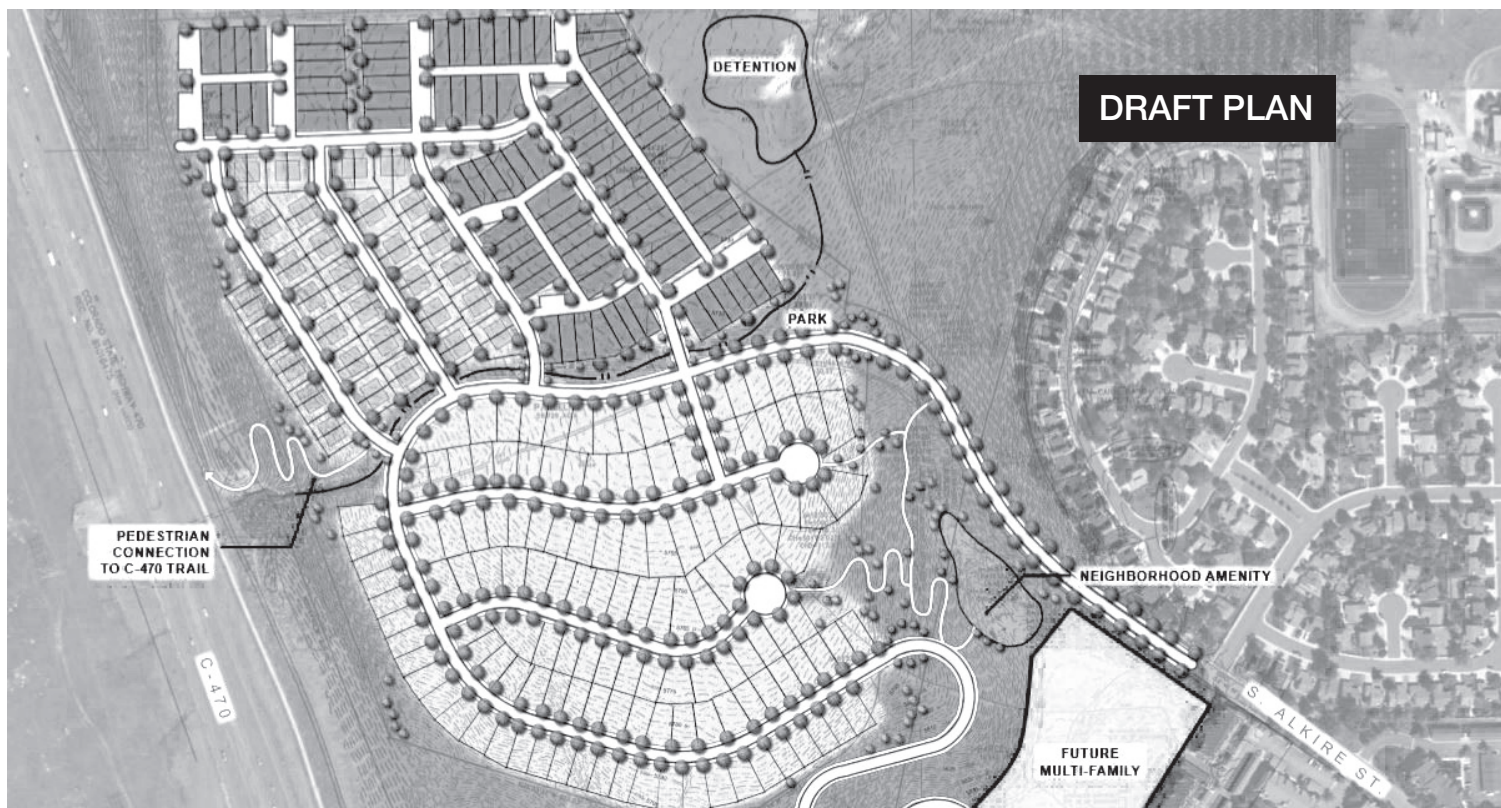 DETENTION
DRAFT PLAN
PARK
PEDESTRIAN
CONNECTION
TO C-470 TRAIL
NEIGHBORHOOD AMENITY
C-470
S. ALKIRE ST.
FUTURE
MULTI-FAMILY